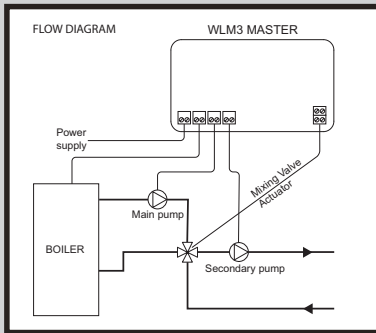 FLOW DIAGRAM
WLM3 MASTER
Power
supply
Mixing Valve
Actuator
Main pump
BOILER
Secondary pump